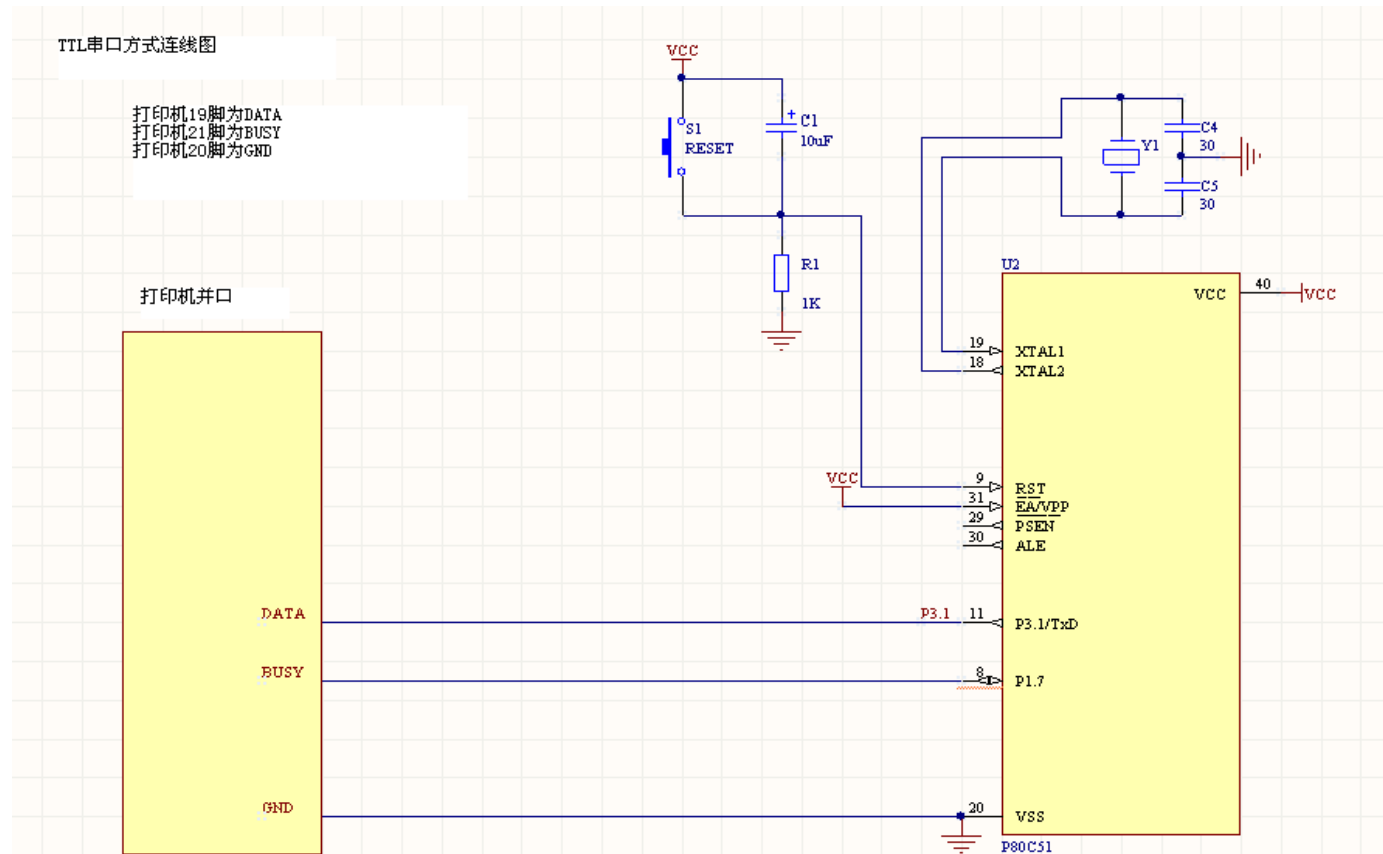 TTL串口方式连线图
打印机19脚为DATA
打印机21脚为BUSY
打印机20脚为GND
VCC
S1
RESET
C1
10uF
R1
1K
Y1
C4
30
C5
30
打印机并口
DATA
BUSY
GND
U2
VCC
40
VCC
19
XTAL1
18
XTAL2
VCC
9
RST
31
EA/VPP
29
PSEN
30
ALE
P3.1
11
P3.1/TxD
8
P1.7
20
VSS
P80C51